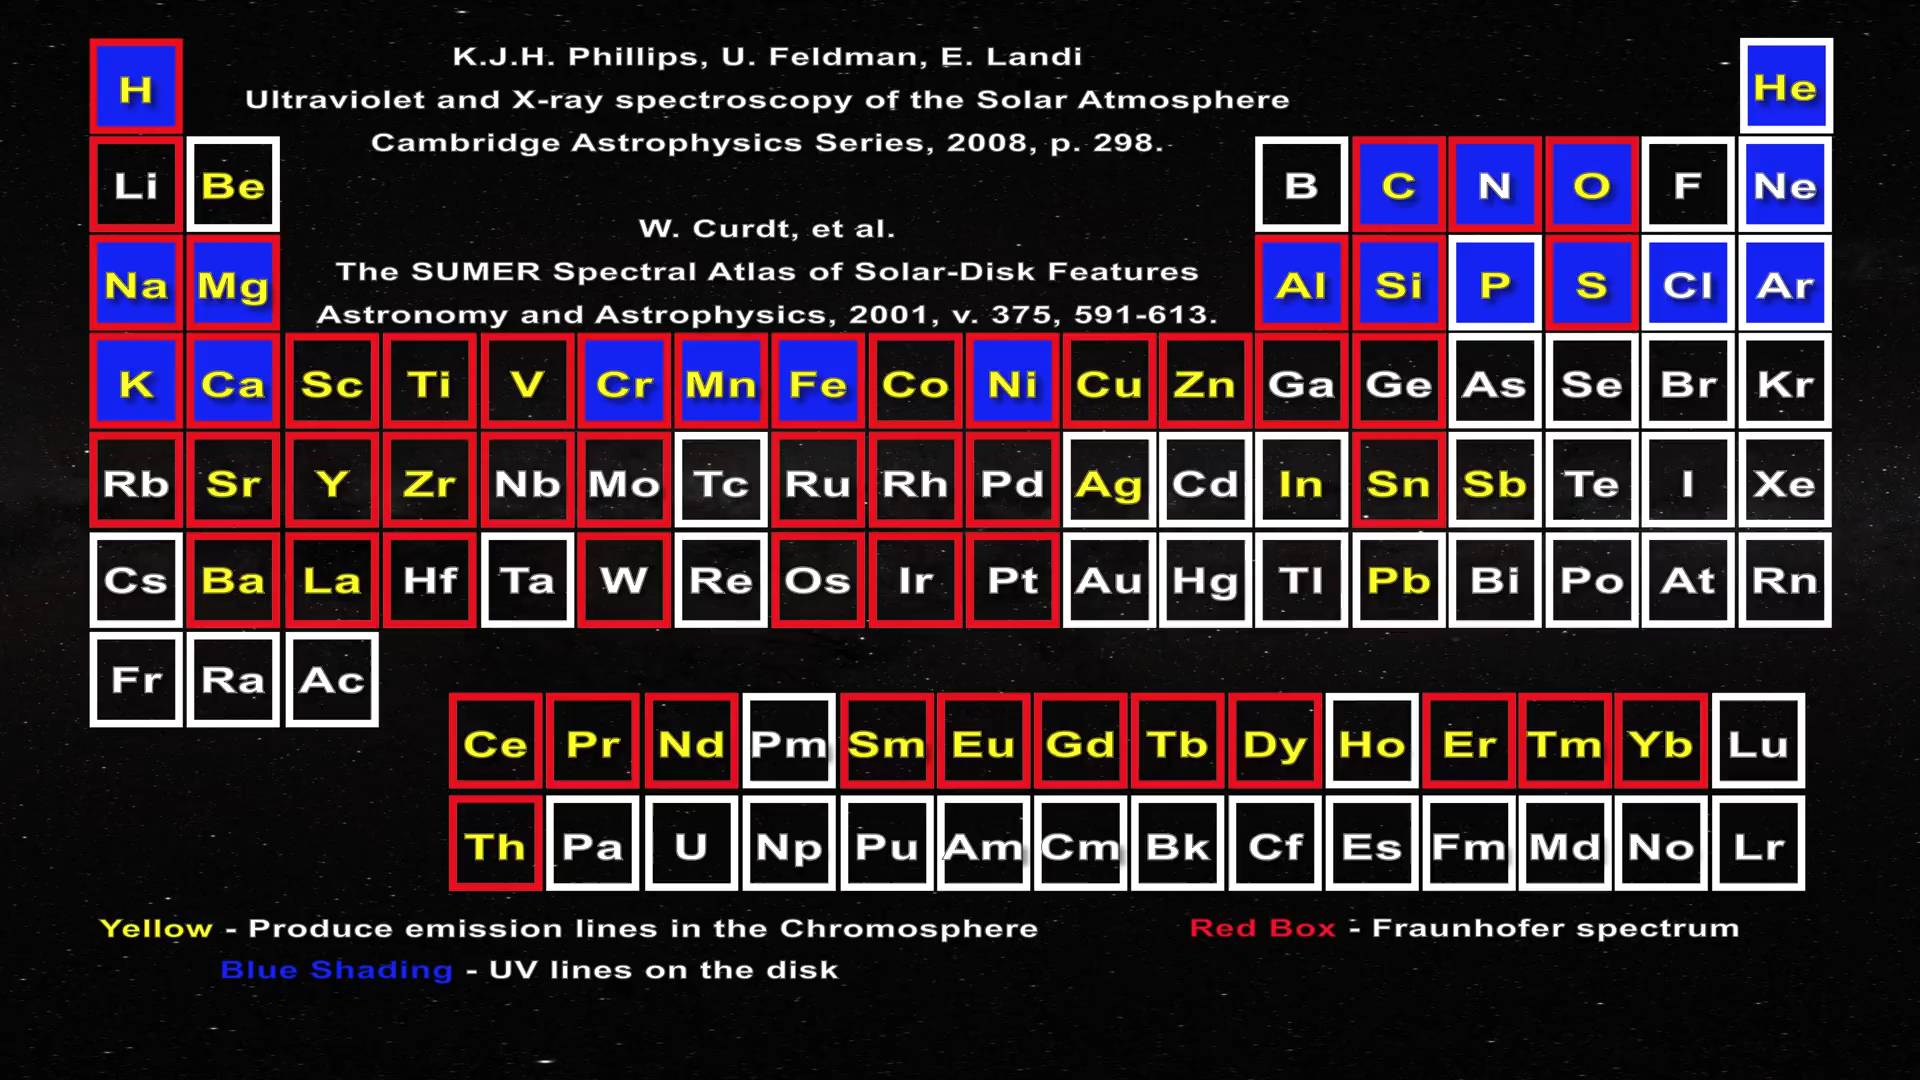 K.J.H. Phillips, U. Feldman, E. Landi
Ultraviolet and X-ray spectroscopy of the Solar Atmosphere
Cambridge Astrophysics Series, 2008, p. 298.
W. Curdt, et al.
The SUMER Spectral Atlas of Solar-Disk Features
Astronomy and Astrophysics, 2001, v. 375, 591-613.
H He
Li Be B C N O F Ne
Na Mg Al Si P S Cl Ar
K Ca Sc Ti V Cr Mn Fe Co Ni Cu Zn Ga Ge As Se Br Kr
Rb Sr Y Zr Nb Mo Tc Ru Rh Pd Ag Cd In Sn Sb Te I Xe
Cs Ba La Hf Ta W Re Os Ir Pt Au Hg Tl Pb Bi Po At Rn
Fr Ra Ac
Ce Pr Nd Pm Sm Eu Gd Tb Dy Ho Er Tm Yb Lu
Th Pa U Np Pu Am Cm Bk Cf Es Fm Md No Lr
Yellow - Produce emission lines in the Chromosphere
Red Box - Fraunhofer spectrum
Blue Shading - UV lines on the disk